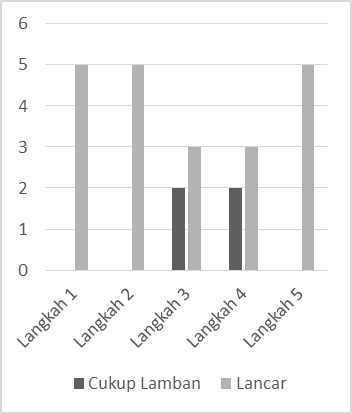 6
5
4
3
2
1
0
Langkah 1
Langkah 2
Langkah 3
Langkah 4
Langkah 5
Cukup Lamban
Lancar